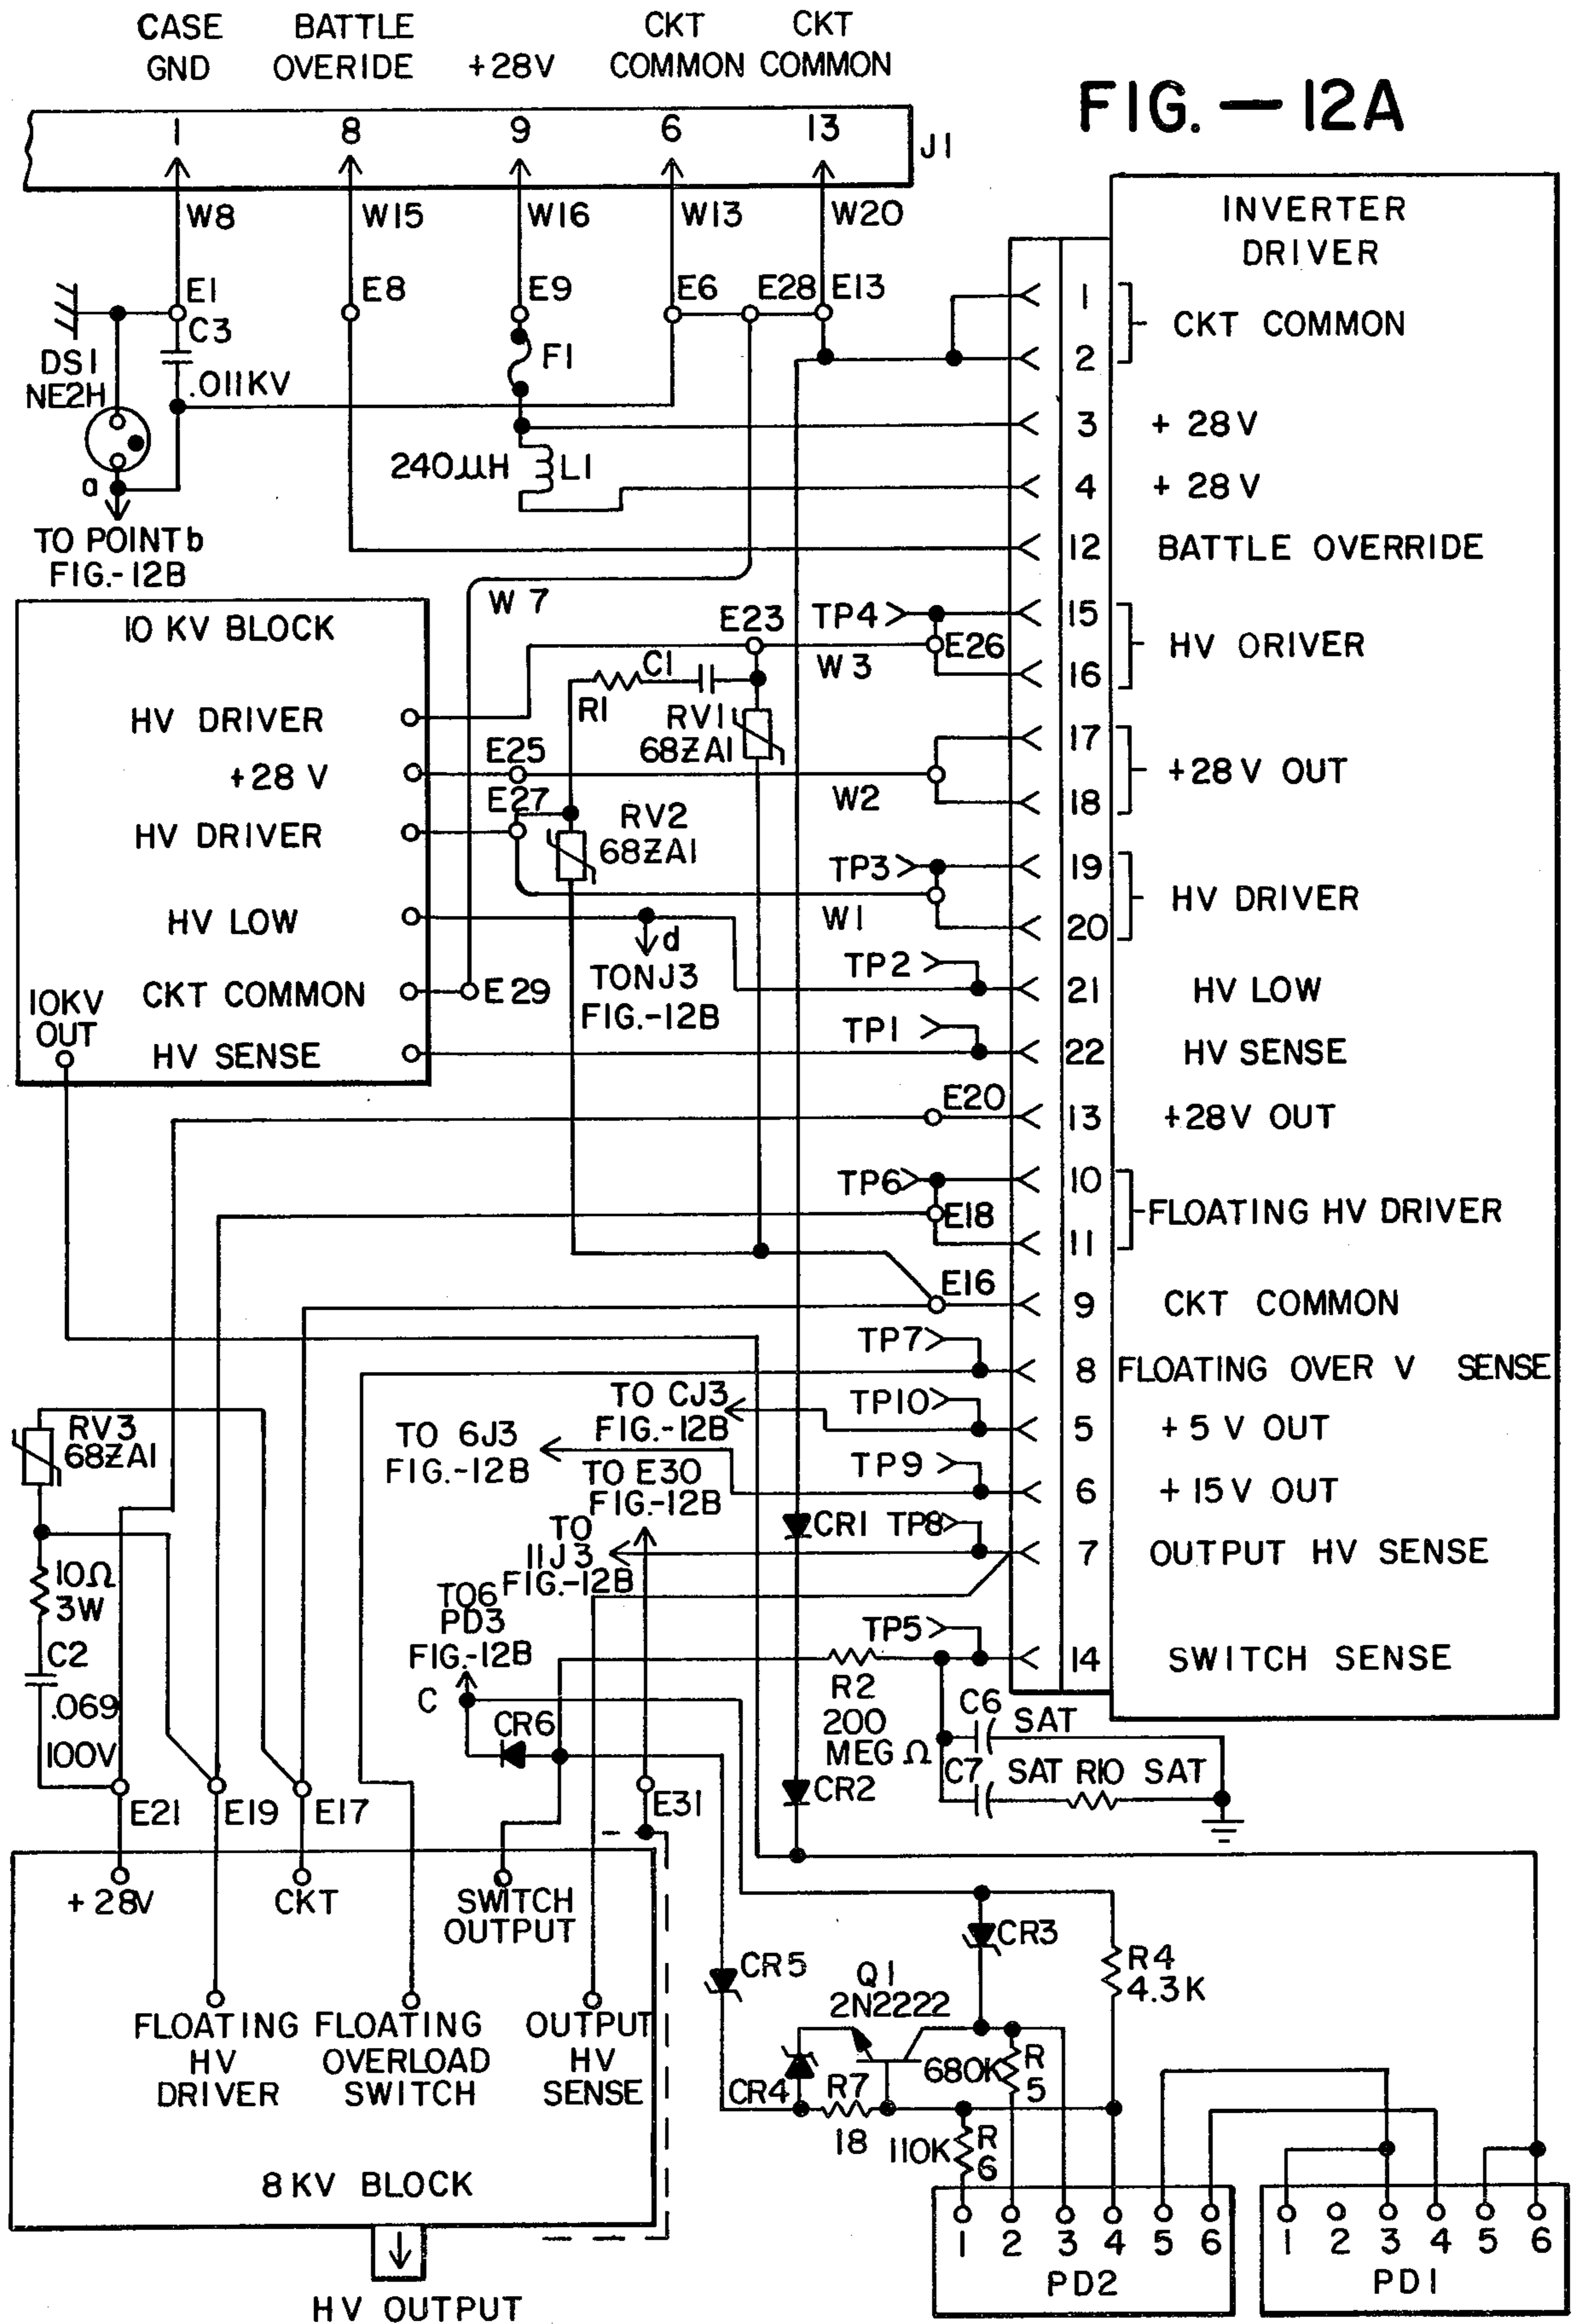 CASE GND
BATTLE OVERIDE
+28V
CKT COMMON
CKT COMMON
FIG. — 12A
1 8 9 6 13
J1
W8 W15 W16 W13 W20
INVERTER DRIVER
E1 E8 E9 E6 E28 E13
C3
.011KV
DS1
NE2H
F1
a
TO POINT b
FIG.-12B
240µH L1
1
2
CKT COMMON
3 + 28V
4 + 28V
12 BATTLE OVERRIDE
W 7
10 KV BLOCK
E23
TP4
E26
W 3
15
16
HV ORIVER
C1
R1
RV1
68ZA1
HV DRIVER
+28 V
E25
E27
W2
17
18
+28V OUT
HV DRIVER
RV2
68ZA1
TP3
W1
19
20
HV DRIVER
HV LOW
d
TONJ3
FIG.-12B
TP2
21 HV LOW
CKT COMMON
E29
10KV
OUT
TP1
HV SENSE
22 HV SENSE
E20
13 +28V OUT
TP6
E18
10
11
FLOATING HV DRIVER
E16
9 CKT COMMON
TP7
8 FLOATING OVER V SENSE
TO CJ3
FIG.-12B
TP10
5 +5 V OUT
RV3
68ZA1
TO 6J3
FIG.-12B
TP9
6 + 15V OUT
TO E30
FIG.-12B
CR1 TP8
7 OUTPUT HV SENSE
TO
11J3
FIG.-12B
10Ω
3W
TO6
PD3
FIG.-12B
C
TP5
14 SWITCH SENSE
C2
.069
100V
R2
200
MEG Ω
C6 SAT
CR6
C7 SAT R10 SAT
CR2
E21 E19 E17
E31
+28V
CKT
SWITCH
OUTPUT
CR3
R4
4.3K
CR5
Q1
2N2222
FLOATING
HV
DRIVER
FLOATING
OVERLOAD
SWITCH
OUTPUT
HV
SENSE
680K R
5
CR4
R7
18
110K R
6
8KV BLOCK
1 2 3 4 5 6
PD2
1 2 3 4 5 6
PD1
HV OUTPUT